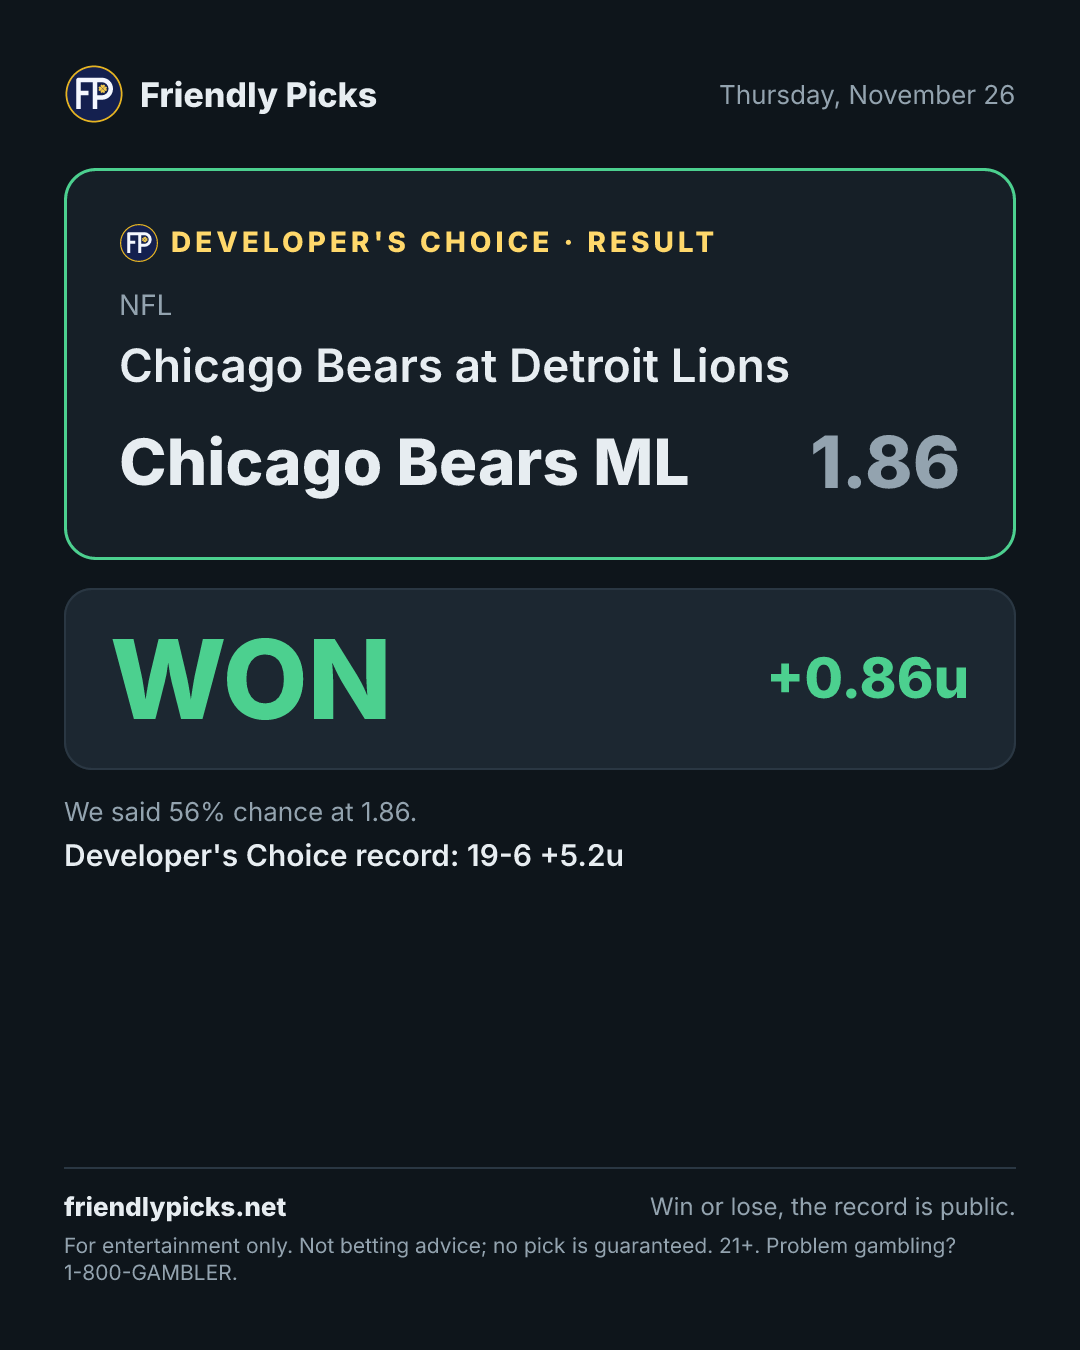 FP Friendly Picks
Thursday, November 26
FP DEVELOPER'S CHOICE · RESULT
NFL
Chicago Bears at Detroit Lions
Chicago Bears ML 1.86
WON +0.86u
We said 56% chance at 1.86.
Developer's Choice record: 19-6 +5.2u
friendlypicks.net
Win or lose, the record is public.
For entertainment only. Not betting advice; no pick is guaranteed. 21+. Problem gambling?
1-800-GAMBLER.